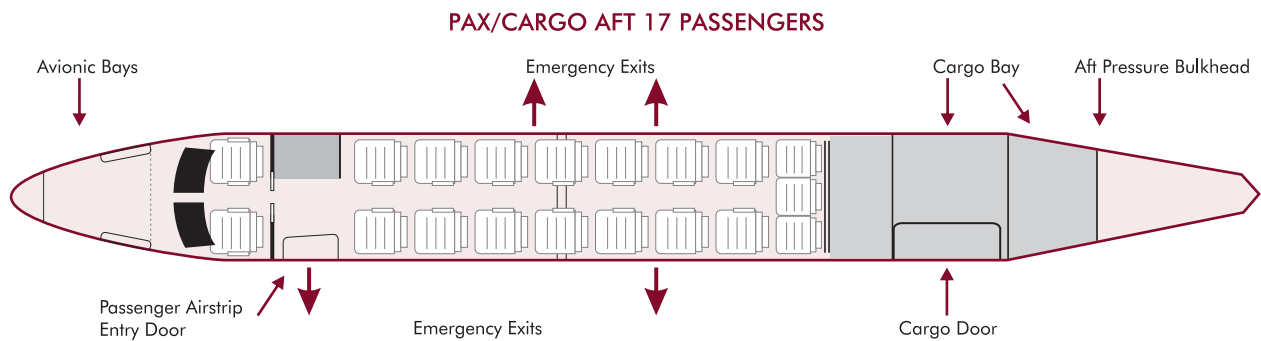 PAX/CARGO AFT 17 PASSENGERS
Avionic Bays
Emergency Exits
Cargo Bay
Aft Pressure Bulkhead
Passenger Airstrip
Entry Door
Emergency Exits
Cargo Door